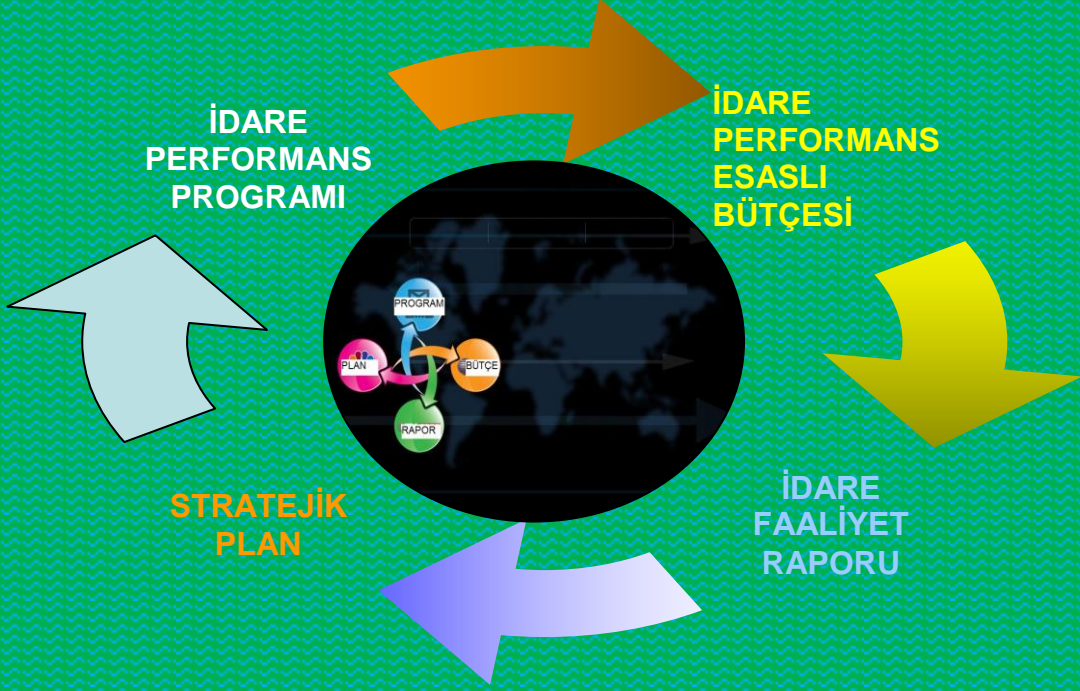 İDARE
PERFORMANS
PROGRAMI
İDARE
PERFORMANS
ESASLI
BÜTÇESİ
PROGRAM
PLAN
BÜTÇE
RAPOR
STRATEJİK
PLAN
İDARE
FAALİYET
RAPORU